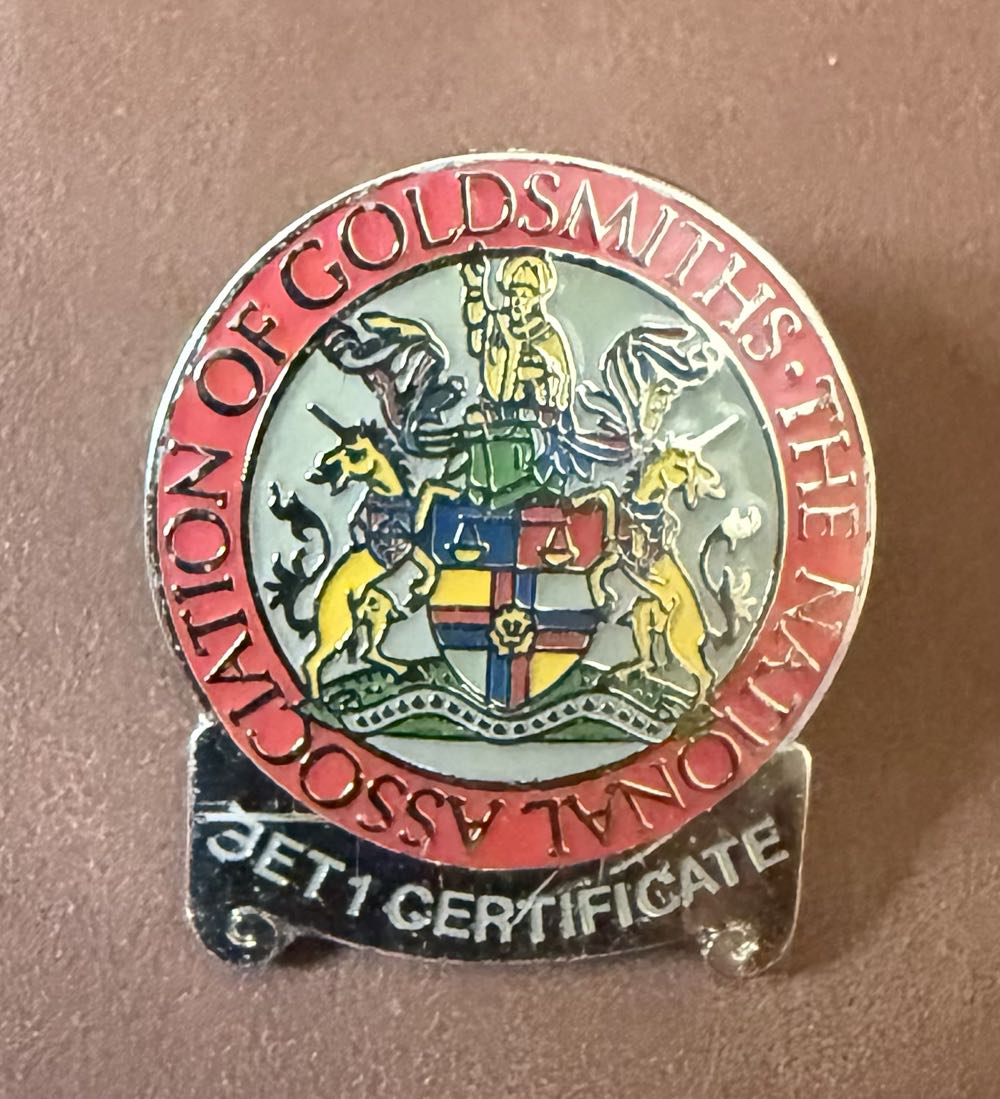 THE NATIONAL ASSOCIATION OF GOLDSMITHS ·
JET 1 CERTIFICATE